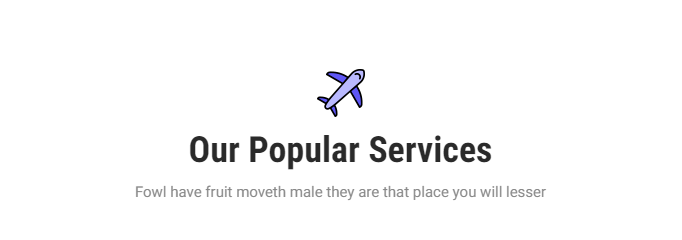 Our Popular Services
Fowl have fruit moveth male they are that place you will lesser